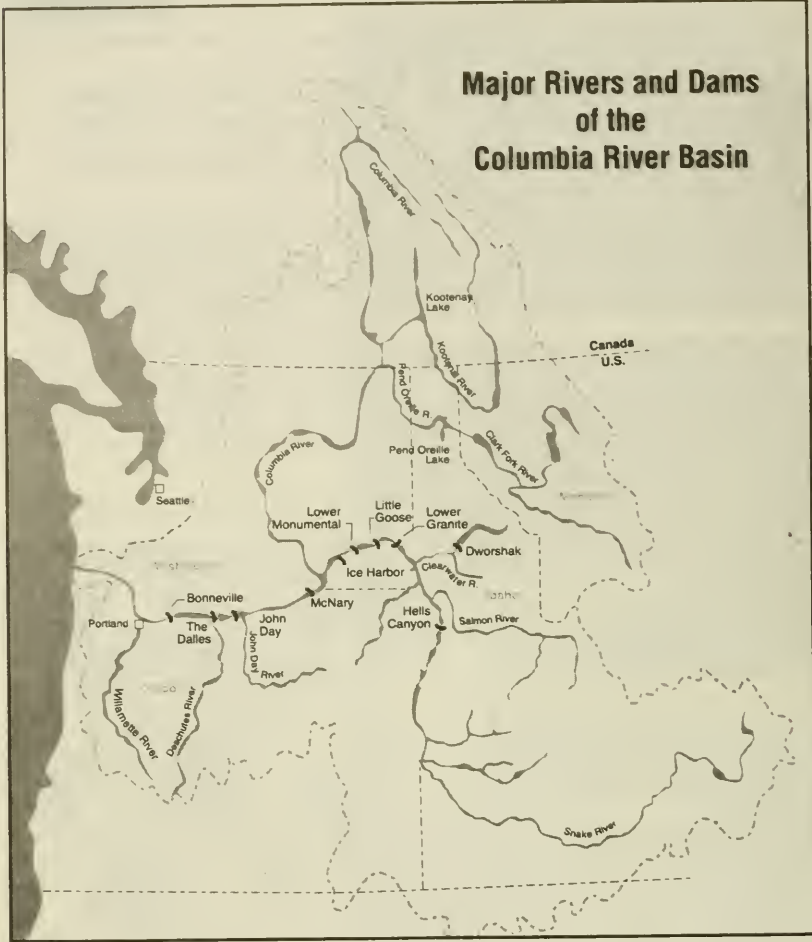 Major Rivers and Dams
of the
Columbia River Basin
Columbia River
Kootenay
Lake
Canada
U.S.
Kootenai River
Pend Oreille R.
Columbia River
Pend Oreille
Lake
Clark Fork River
Seattle
Lower
Monumental
Little
Goose
Lower
Granite
Dworshak
Ice Harbor
Clearwater R.
Idaho
Bonneville
McNary
Portland
The
Dalles
John
Day
Hells
Canyon
Salmon River
John Day
River
Willamette River
Deschutes River
Snake River